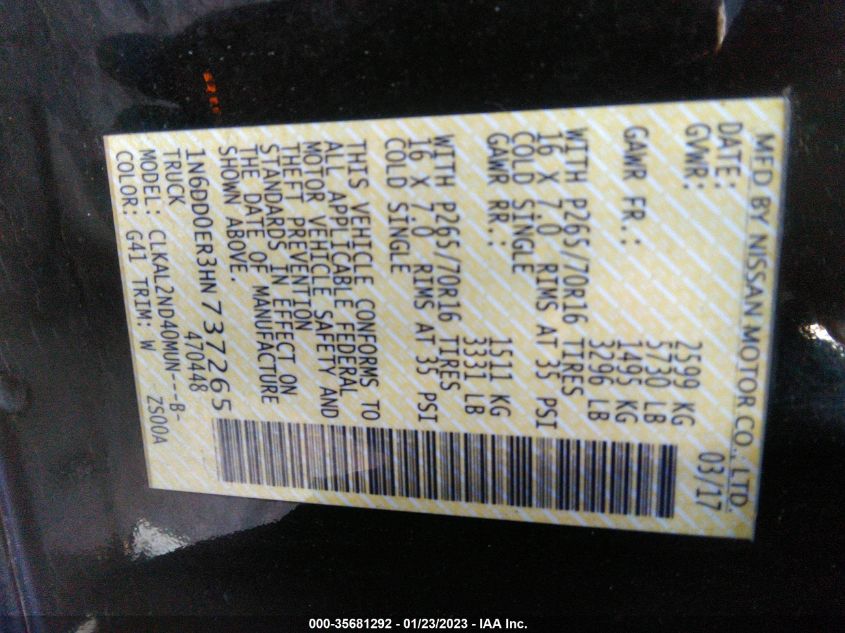 MFD BY NISSAN MOTOR CO., LTD.
DATE: 03/17
GVWR: 2599 KG
5730 LB
GAWR FR.: 1495 KG
3296 LB
WITH P265/70R16 TIRES
16 X 7.0 RIMS AT 35 PSI
COLD SINGLE
GAWR RR.: 1511 KG
3331 LB
WITH P265/70R16 TIRES
16 X 7.0 RIMS AT 35 PSI
COLD SINGLE
THIS VEHICLE CONFORMS TO
ALL APPLICABLE FEDERAL
MOTOR VEHICLE SAFETY AND
THEFT PREVENTION
STANDARDS IN EFFECT ON
THE DATE OF MANUFACTURE
SHOWN ABOVE.
1N6DD0ER3HN737265
TRUCK 470448
MODEL: CLKAL2ND40MUN---B-
COLOR: G41 TRIM: W ZS00A
000-35681292 - 01/23/2023 - IAA Inc.